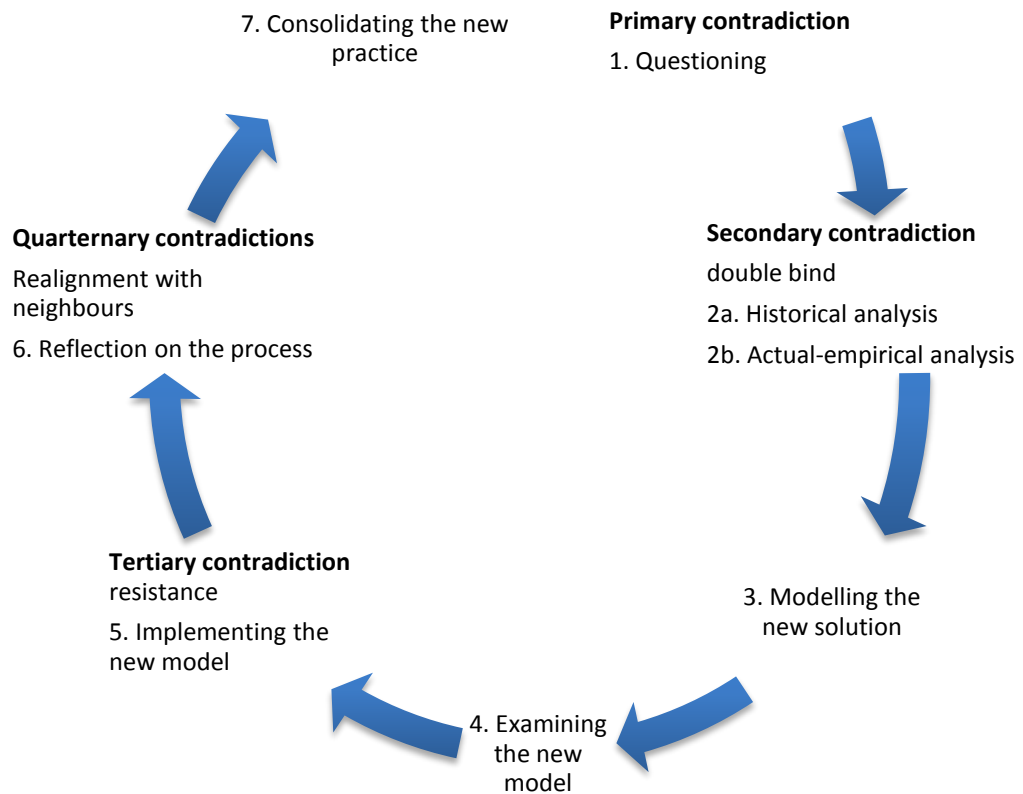 Primary contradiction
1. Questioning
Secondary contradiction
double bind
2a. Historical analysis
2b. Actual-empirical analysis
3. Modelling the
new solution
4. Examining
the new
model
Tertiary contradiction
resistance
5. Implementing the
new model
Quarternary contradictions
Realignment with
neighbours
6. Reflection on the process
7. Consolidating the new
practice